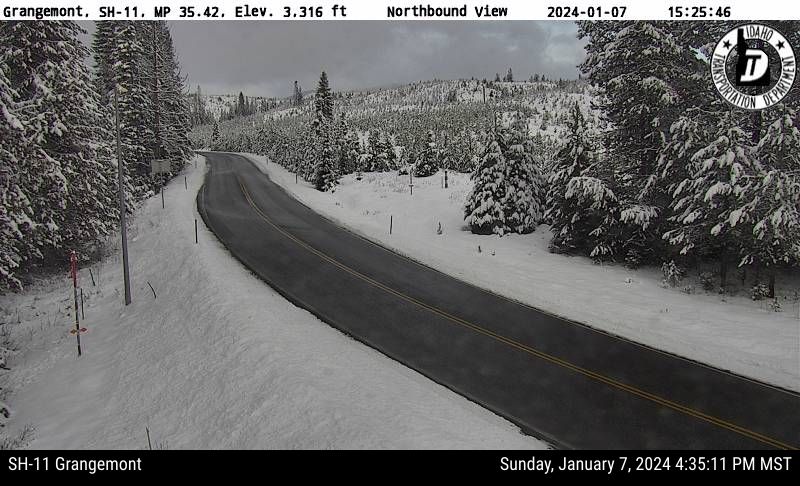 Grangemont, SH-11, MP 35.42, Elev. 3,316 ft Northbound View 2024-01-07 15:25:46
IDAHO
TRANSPORTATION DEPARTMENT
SH-11 Grangemont Sunday, January 7, 2024 4:35:11 PM MST